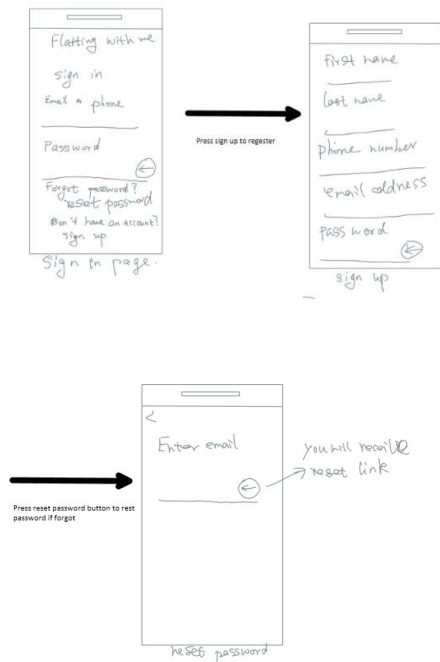 Flatting with me
sign in
Email or phone
Password
Forgot password?
reset password
Don't have an account?
sign up
Sign in page.
Press sign up to regester
First name
last name
phone number
email address
pass word
sign up
Press reset password button to rest
password if forgot
<
Enter email
you will receive
reset link
reset password